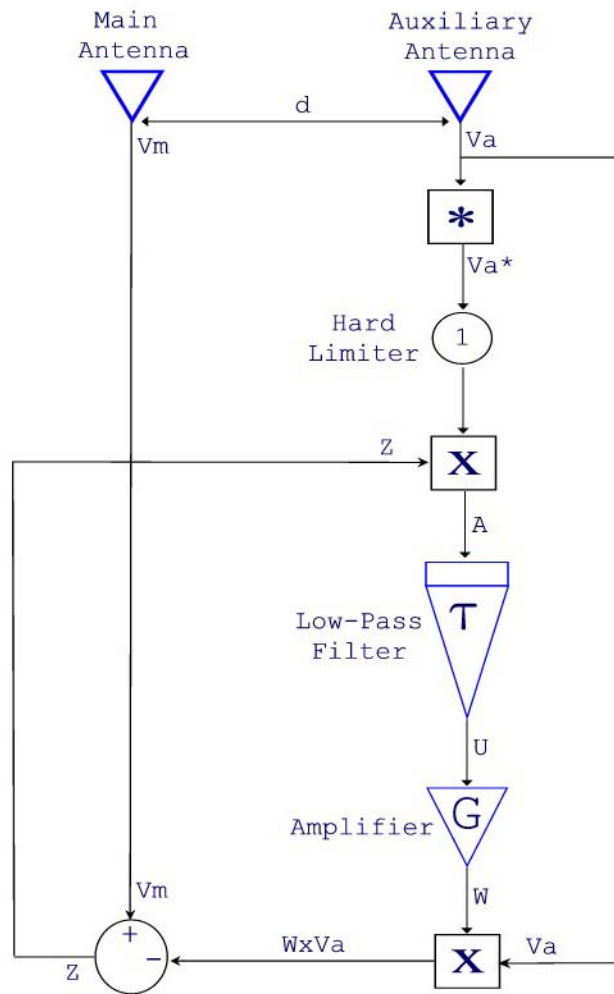 Main
Antenna
Auxiliary
Antenna
d
Vm
Va
*
Va*
Hard
Limiter
1
Z
X
A
Low-Pass
Filter
τ
U
Amplifier
G
W
Vm
+
-
Z
WxVa
X
Va